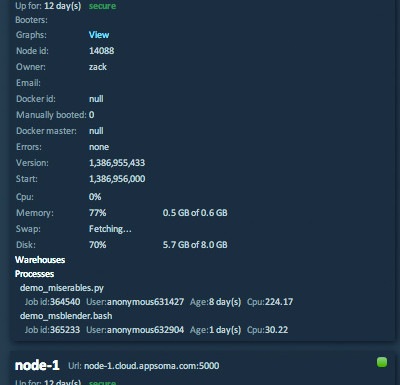 Up for: 12 day(s) secure
Booters:
Graphs: View
Node id: 14088
Owner: zack
Email:
Docker id: null
Manually booted: 0
Docker master: null
Errors: none
Version: 1,386,955,433
Start: 1,386,956,000
Cpu: 0%
Memory: 77% 0.5 GB of 0.6 GB
Swap: Fetching...
Disk: 70% 5.7 GB of 8.0 GB
Warehouses
Processes
demo_miserables.py
Job id:364540 User:anonymous631427 Age:8 day(s) Cpu:224.17
demo_msblender.bash
Job id:365233 User:anonymous632904 Age:1 day(s) Cpu:30.22
node-1 Url: node-1.cloud.appsoma.com:5000
Up for: 12 day(s) secure